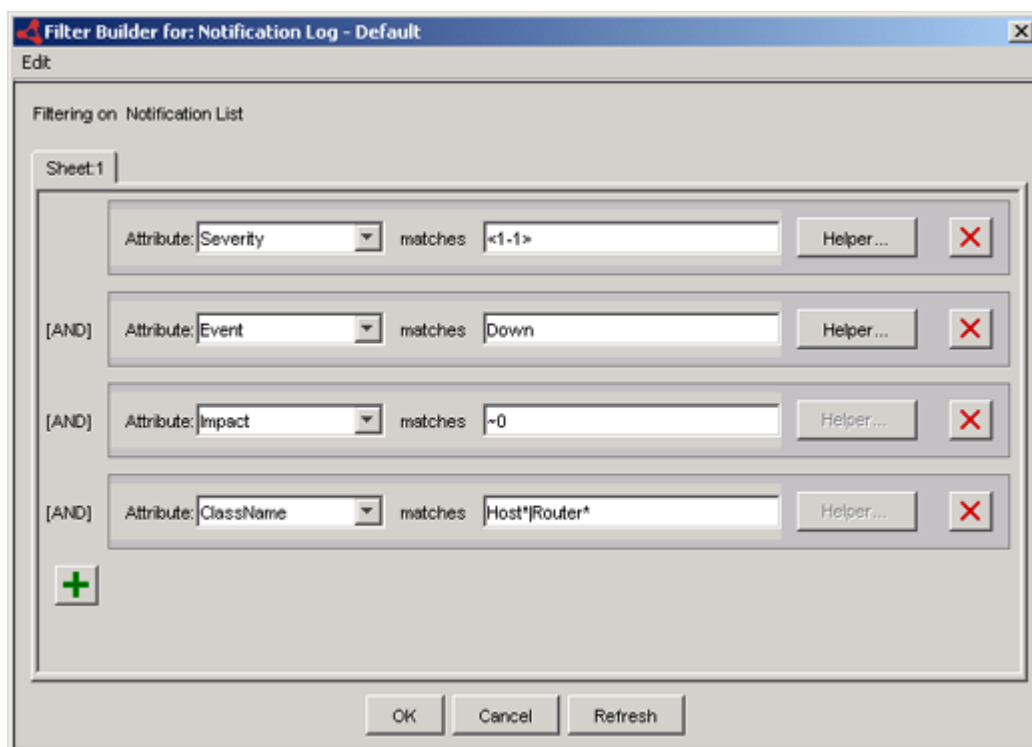 Filter Builder for: Notification Log - Default
Edit
Filtering on Notification List
Sheet:1
Attribute: Severity matches <1-1> Helper...
[AND] Attribute: Event matches Down Helper...
[AND] Attribute: Impact matches ~0 Helper...
[AND] Attribute: ClassName matches Host*|Router* Helper...
OK Cancel Refresh